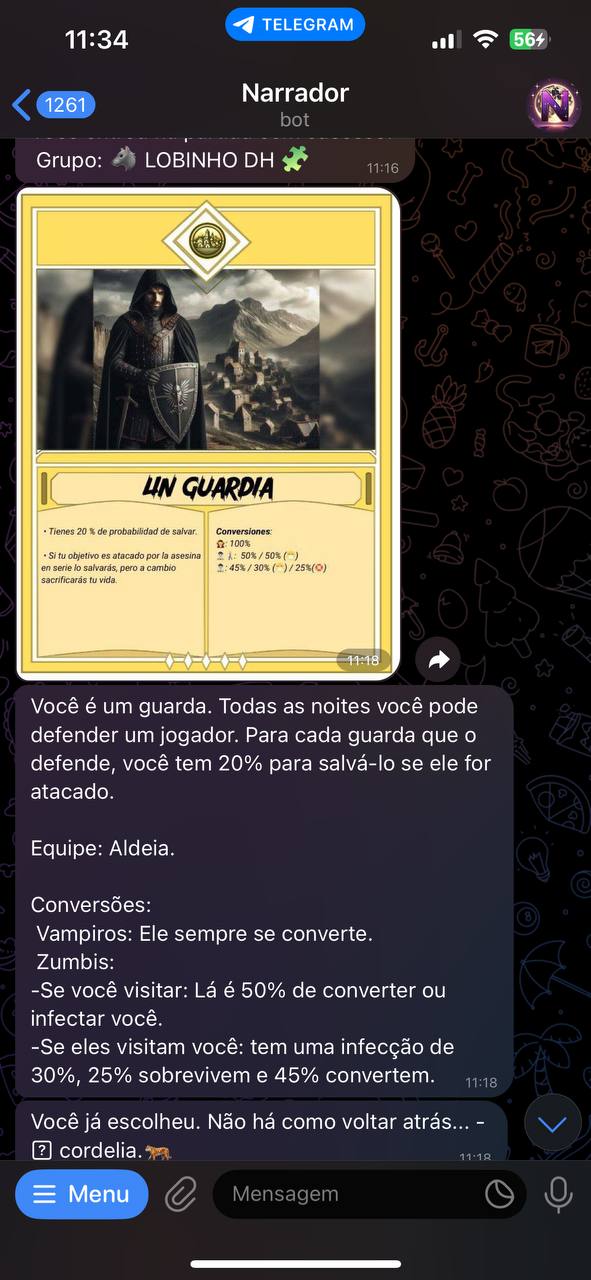 11:34
TELEGRAM
56
1261
Narrador
bot
Grupo: 🐴 LOBINHO DH 🧩
11:16
UN GUARDIA
• Tienes 20 % de probabilidad de salvar.
• Si tu objetivo es atacado por la asesina
en serie lo salvarás, pero a cambio
sacrificarás tu vida.
Conversiones:
: 100%
: 50% / 50% ()
: 45% / 30% () / 25%()
11:18
Você é um guarda. Todas as noites você pode
defender um jogador. Para cada guarda que o
defende, você tem 20% para salvá-lo se ele for
atacado.
Equipe: Aldeia.
Conversões:
Vampiros: Ele sempre se converte.
Zumbis:
-Se você visitar: Lá é 50% de converter ou
infectar você.
-Se eles visitam você: tem uma infecção de
30%, 25% sobrevivem e 45% convertem.
11:18
Você já escolheu. Não há como voltar atrás... -
cordelia.🐅
11:18
Menu
Mensagem